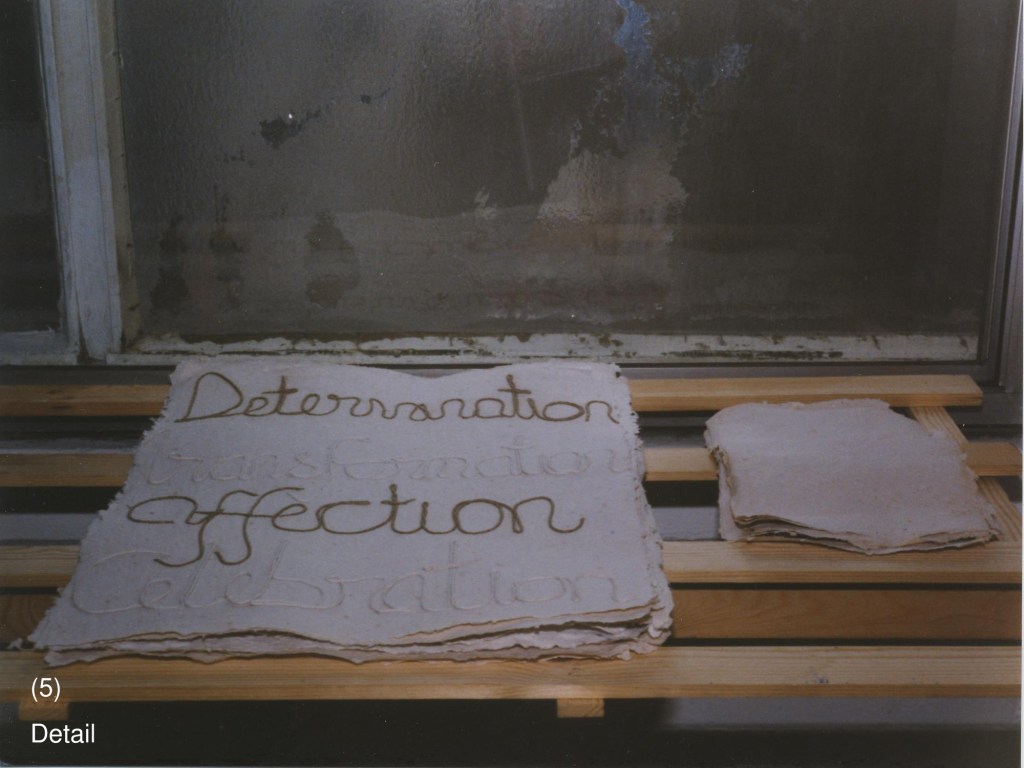 Determination
transformation
affection
Celebration
(5)
Detail